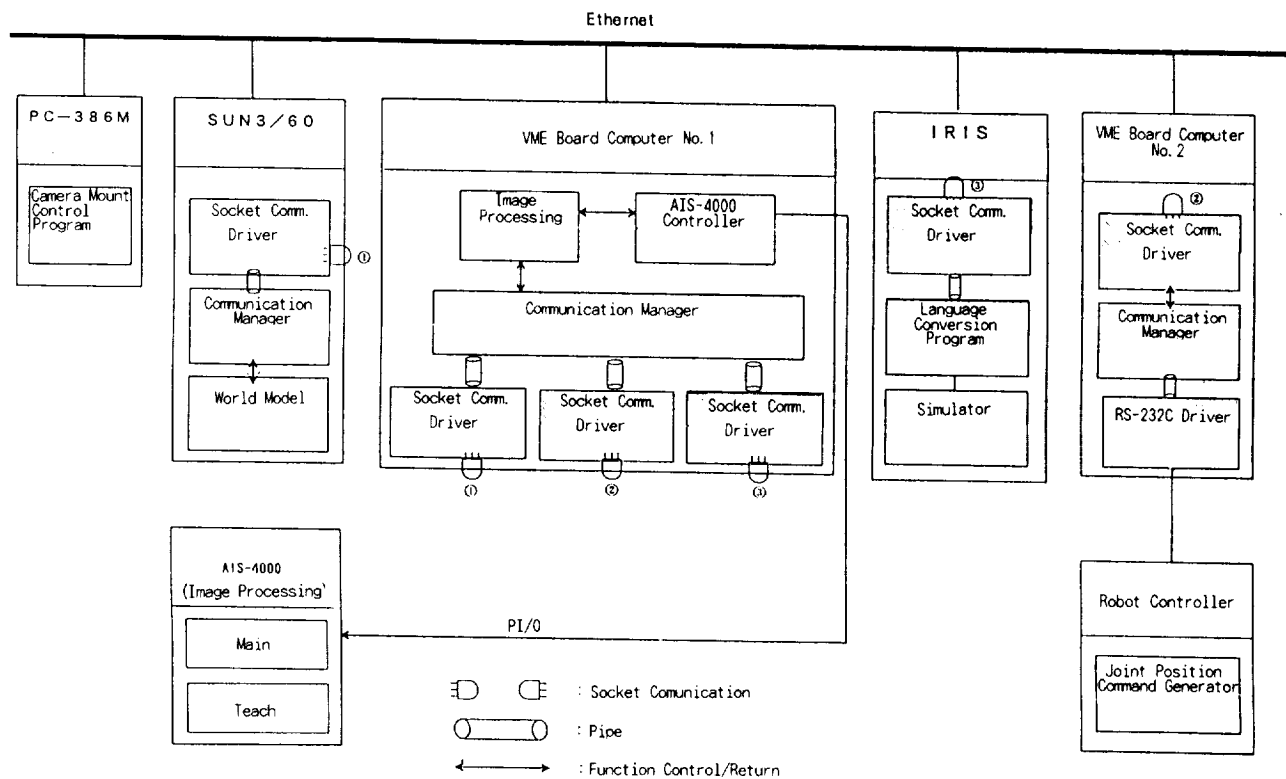 Ethernet
PC-386M
Camera Mount
Control
Program
SUN3/60
Socket Comm.
Driver
①
Communication
Manager
World Model
VME Board Computer No.1
Image
Processing
AIS-4000
Controller
Communication Manager
Socket Comm.
Driver
①
Socket Comm.
Driver
②
Socket Comm.
Driver
③
IRIS
③
Socket Comm.
Driver
Language
Conversion
Program
Simulator
VME Board Computer
No.2
②
Socket Comm.
Driver
Communication
Manager
RS-232C Driver
AIS-4000
(Image Processing)
Main
Teach
PI/O
Robot Controller
Joint Position
Command Generator
: Socket Comunication
: Pipe
: Function Control/Return